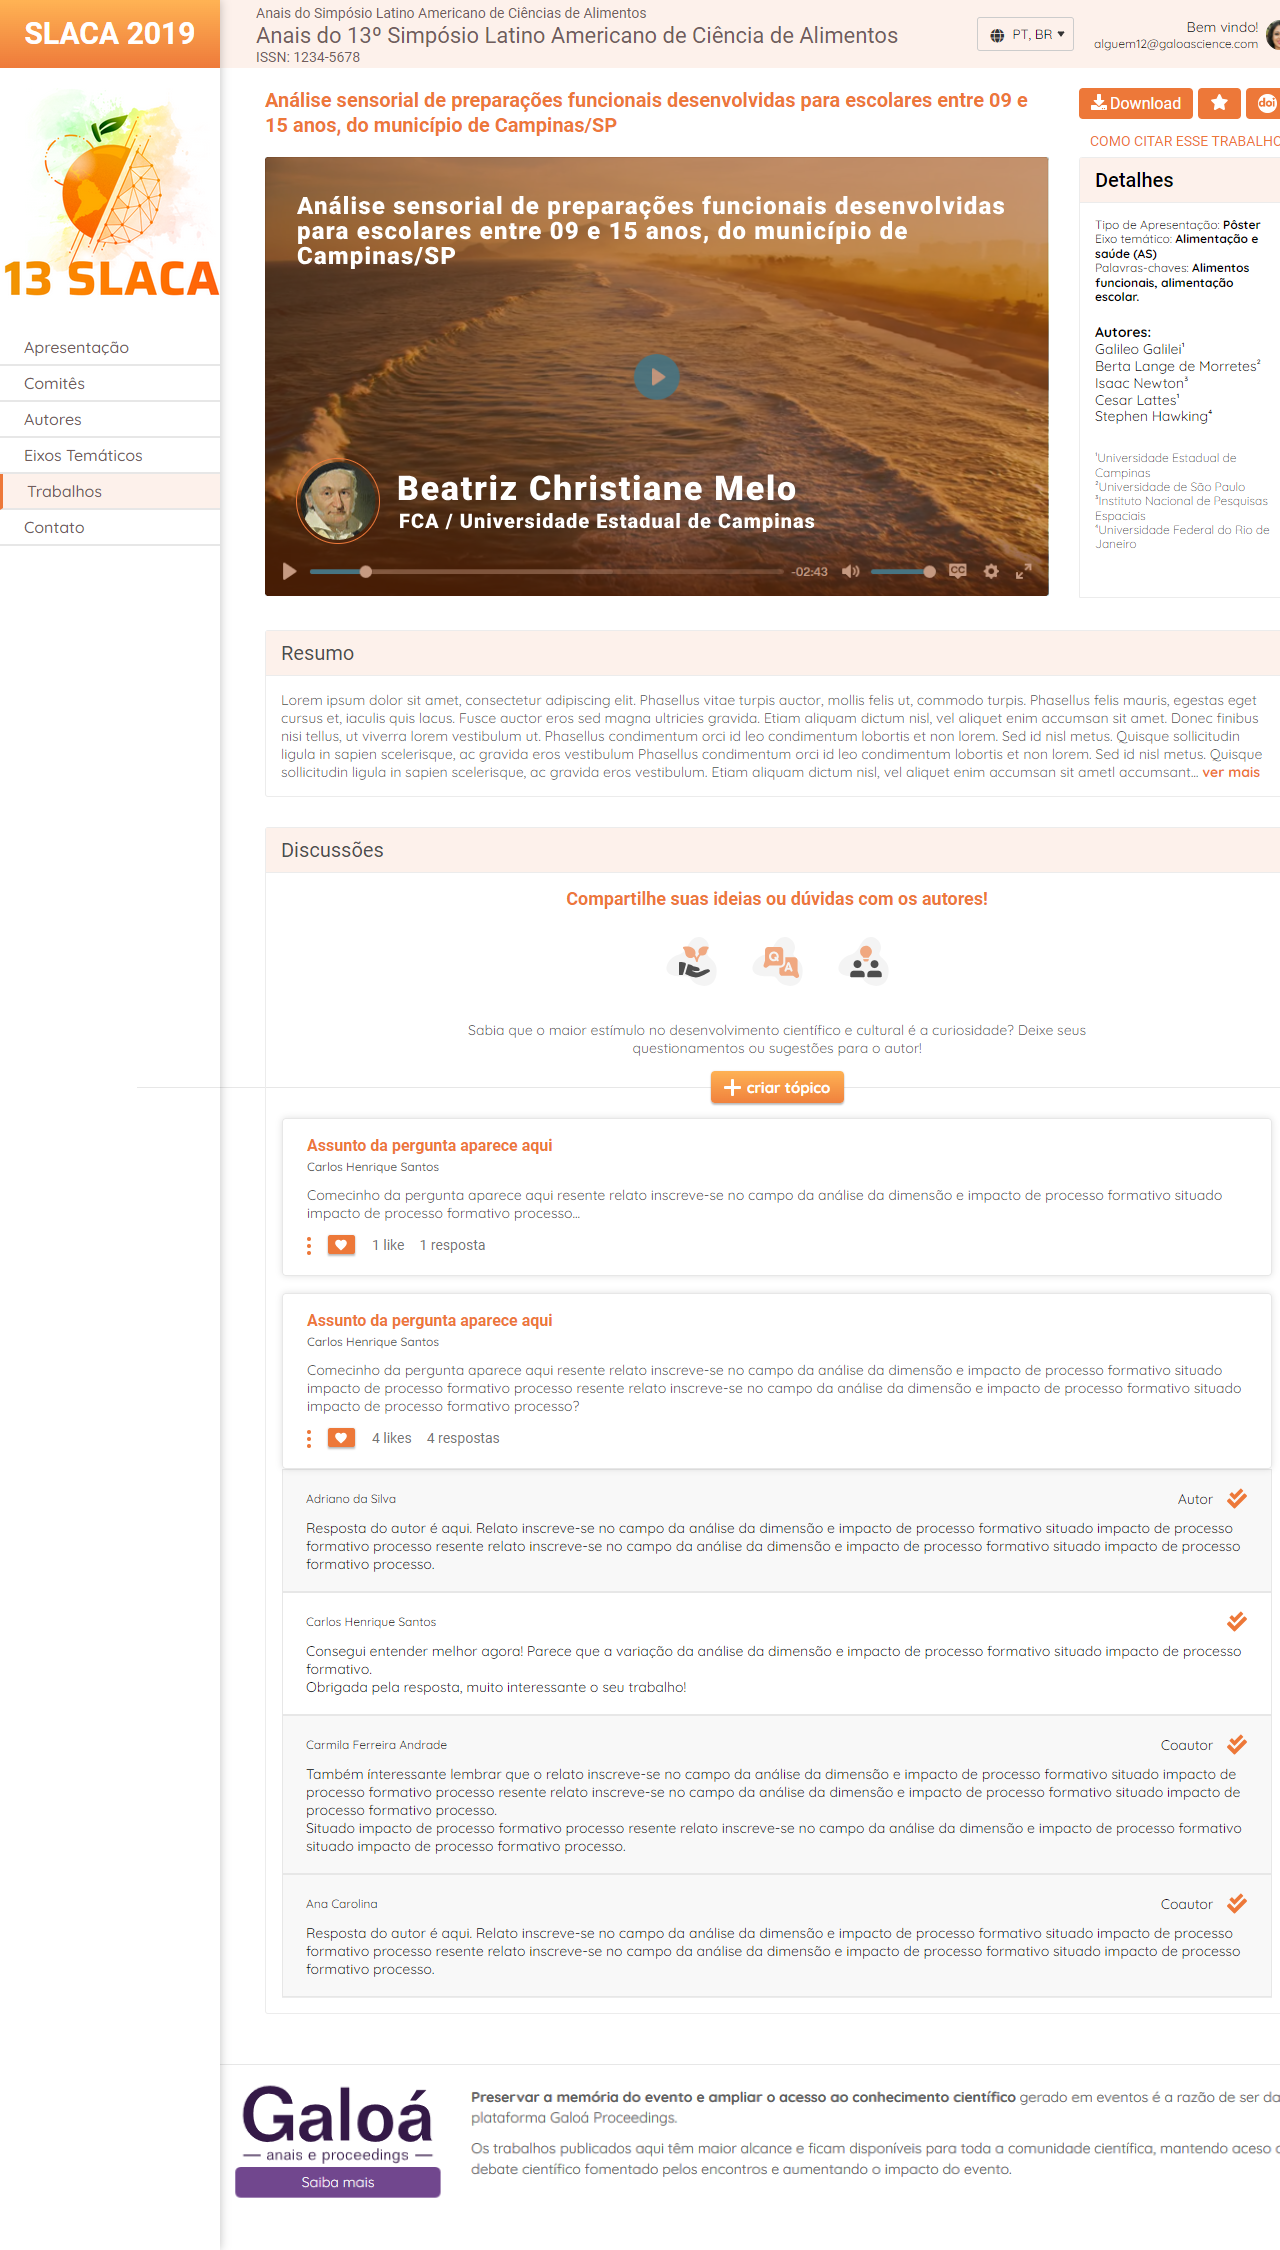 SLACA 2019
Anais do Simpósio Latino Americano de Ciências de Alimentos
Anais do 13º Simpósio Latino Americano de Ciência de Alimentos
ISSN: 1234-5678
PT, BR
Bem vindo!
alguem12@galoascience.com
13 SLACA
Apresentação
Comitês
Autores
Eixos Temáticos
Trabalhos
Contato
Análise sensorial de preparações funcionais desenvolvidas para escolares entre 09 e
15 anos, do município de Campinas/SP
Download
doi
COMO CITAR ESSE TRABALHO
Análise sensorial de preparações funcionais desenvolvidas
para escolares entre 09 e 15 anos, do município de
Campinas/SP
Beatriz Christiane Melo
FCA / Universidade Estadual de Campinas
-02:43
CC
Detalhes
Tipo de Apresentação: Pôster
Eixo temático: Alimentação e
saúde (AS)
Palavras-chaves: Alimentos
funcionais, alimentação
escolar.
Autores:
Galileo Galilei¹
Berta Lange de Morretes²
Isaac Newton³
Cesar Lattes¹
Stephen Hawking⁴
¹Universidade Estadual de
Campinas
²Universidade de São Paulo
³Instituto Nacional de Pesquisas
Espaciais
⁴Universidade Federal do Rio de
Janeiro
Resumo
Lorem ipsum dolor sit amet, consectetur adipiscing elit. Phasellus vitae turpis auctor, mollis felis ut, commodo turpis. Phasellus felis mauris, egestas eget
cursus et, iaculis quis lacus. Fusce auctor eros sed magna ultricies gravida. Etiam aliquam dictum nisl, vel aliquet enim accumsan sit amet. Donec finibus
nisi tellus, ut viverra lorem vestibulum ut. Phasellus condimentum orci id leo condimentum lobortis et non lorem. Sed id nisl metus. Quisque sollicitudin
ligula in sapien scelerisque, ac gravida eros vestibulum Phasellus condimentum orci id leo condimentum lobortis et non lorem. Sed id nisl metus. Quisque
sollicitudin ligula in sapien scelerisque, ac gravida eros vestibulum. Etiam aliquam dictum nisl, vel aliquet enim accumsan sit ametl accumsant... ver mais
Discussões
Compartilhe suas ideias ou dúvidas com os autores!
Q A
Sabia que o maior estímulo no desenvolvimento científico e cultural é a curiosidade? Deixe seus
questionamentos ou sugestões para o autor!
criar tópico
Assunto da pergunta aparece aqui
Carlos Henrique Santos
Comecinho da pergunta aparece aqui resente relato inscreve-se no campo da análise da dimensão e impacto de processo formativo situado
impacto de processo formativo processo...
1 like 1 resposta
Assunto da pergunta aparece aqui
Carlos Henrique Santos
Comecinho da pergunta aparece aqui resente relato inscreve-se no campo da análise da dimensão e impacto de processo formativo situado
impacto de processo formativo processo resente relato inscreve-se no campo da análise da dimensão e impacto de processo formativo situado
impacto de processo formativo processo?
4 likes 4 respostas
Adriano da Silva Autor
Resposta do autor é aqui. Relato inscreve-se no campo da análise da dimensão e impacto de processo formativo situado impacto de processo
formativo processo resente relato inscreve-se no campo da análise da dimensão e impacto de processo formativo situado impacto de processo
formativo processo.
Carlos Henrique Santos
Consegui entender melhor agora! Parece que a variação da análise da dimensão e impacto de processo formativo situado impacto de processo
formativo.
Obrigada pela resposta, muito interessante o seu trabalho!
Carmila Ferreira Andrade Coautor
Também ínteressante lembrar que o relato inscreve-se no campo da análise da dimensão e impacto de processo formativo situado impacto de
processo formativo processo resente relato inscreve-se no campo da análise da dimensão e impacto de processo formativo situado impacto de
processo formativo processo.
Situado impacto de processo formativo processo resente relato inscreve-se no campo da análise da dimensão e impacto de processo formativo
situado impacto de processo formativo processo.
Ana Carolina Coautor
Resposta do autor é aqui. Relato inscreve-se no campo da análise da dimensão e impacto de processo formativo situado impacto de processo
formativo processo resente relato inscreve-se no campo da análise da dimensão e impacto de processo formativo situado impacto de processo
formativo processo.
Galoá
anais e proceedings
Saiba mais
Preservar a memória do evento e ampliar o acesso ao conhecimento científico gerado em eventos é a razão de ser da
plataforma Galoá Proceedings.
Os trabalhos publicados aqui têm maior alcance e ficam disponíveis para toda a comunidade científica, mantendo aceso
debate científico fomentado pelos encontros e aumentando o impacto do evento.